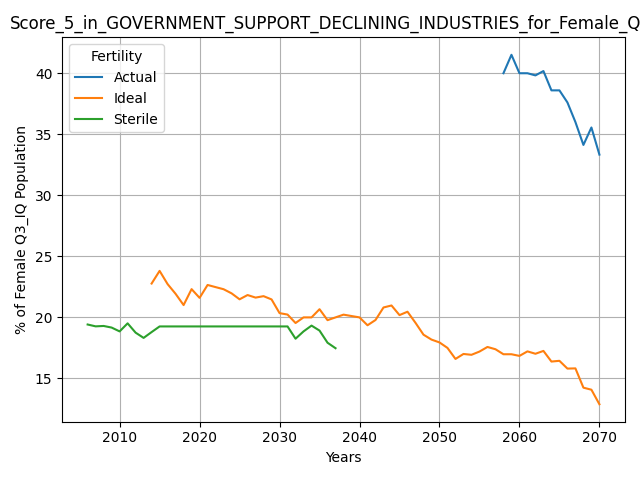 Score_5_in_GOVERNMENT_SUPPORT_DECLINING_INDUSTRIES_for_Female_Q
Fertility
Actual
Ideal
Sterile
% of Female Q3_IQ Population
40
35
30
25
20
15
2010 2020 2030 2040 2050 2060 2070
Years